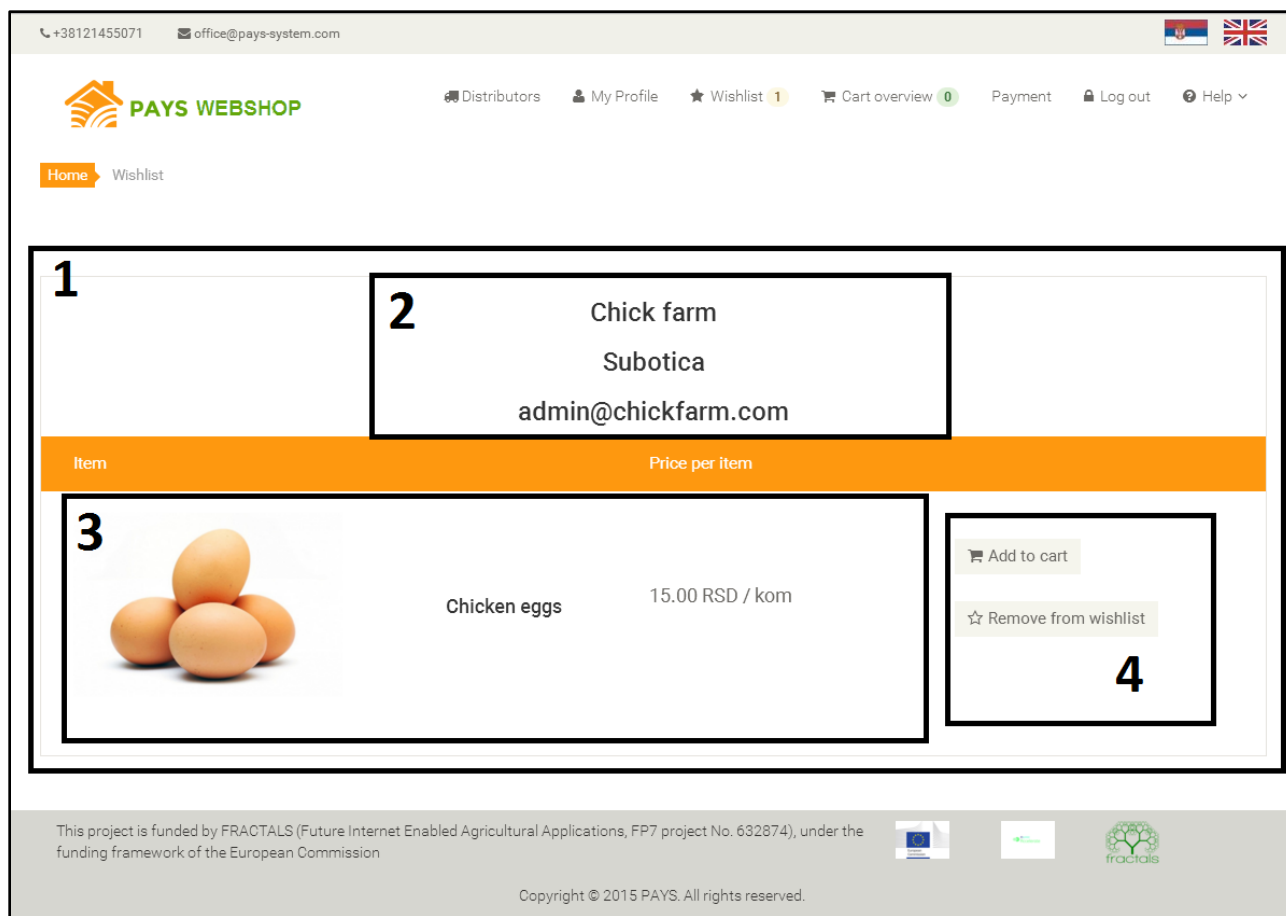 +38121455071 office@pays-system.com
PAYS WEBSHOP
Distributors My Profile Wishlist 1 Cart overview 0 Payment Log out Help
Home Wishlist
1
2
Chick farm
Subotica
admin@chickfarm.com
Item Price per item
3
Chicken eggs
15.00 RSD / kom
Add to cart
Remove from wishlist
4
This project is funded by FRACTALS (Future Internet Enabled Agricultural Applications, FP7 project No. 632874), under the
funding framework of the European Commission
fractals
Copyright © 2015 PAYS. All rights reserved.